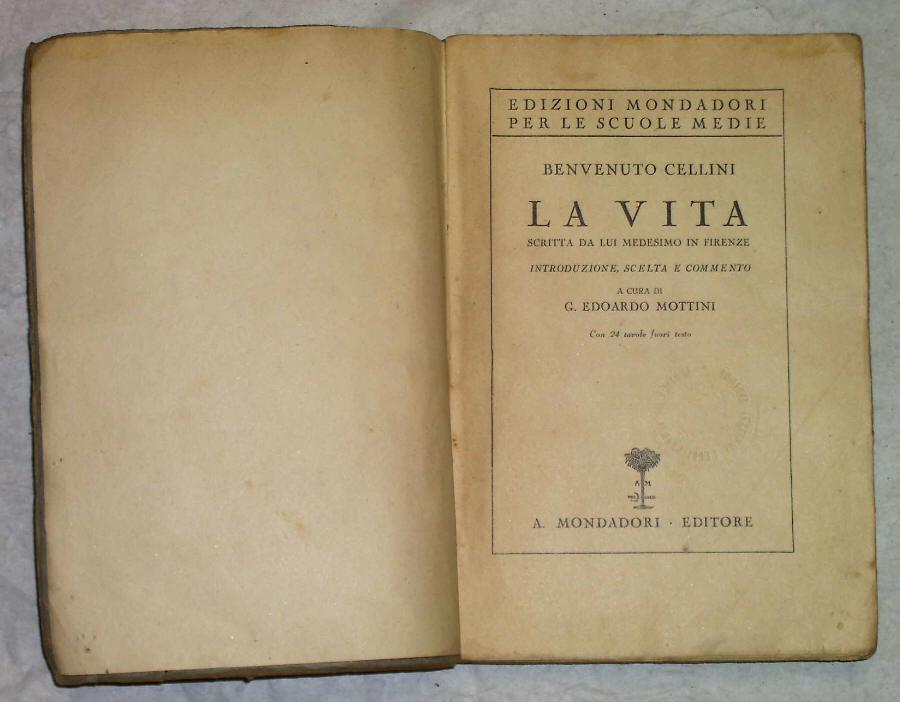 EDIZIONI MONDADORI
PER LE SCUOLE MEDIE
BENVENUTO CELLINI
LA VITA
SCRITTA DA LUI MEDESIMO IN FIRENZE
INTRODUZIONE, SCELTA E COMMENTO
A CURA DI
G. EDOARDO MOTTINI
Con 24 tavole fuori testo
A M
A. MONDADORI · EDITORE